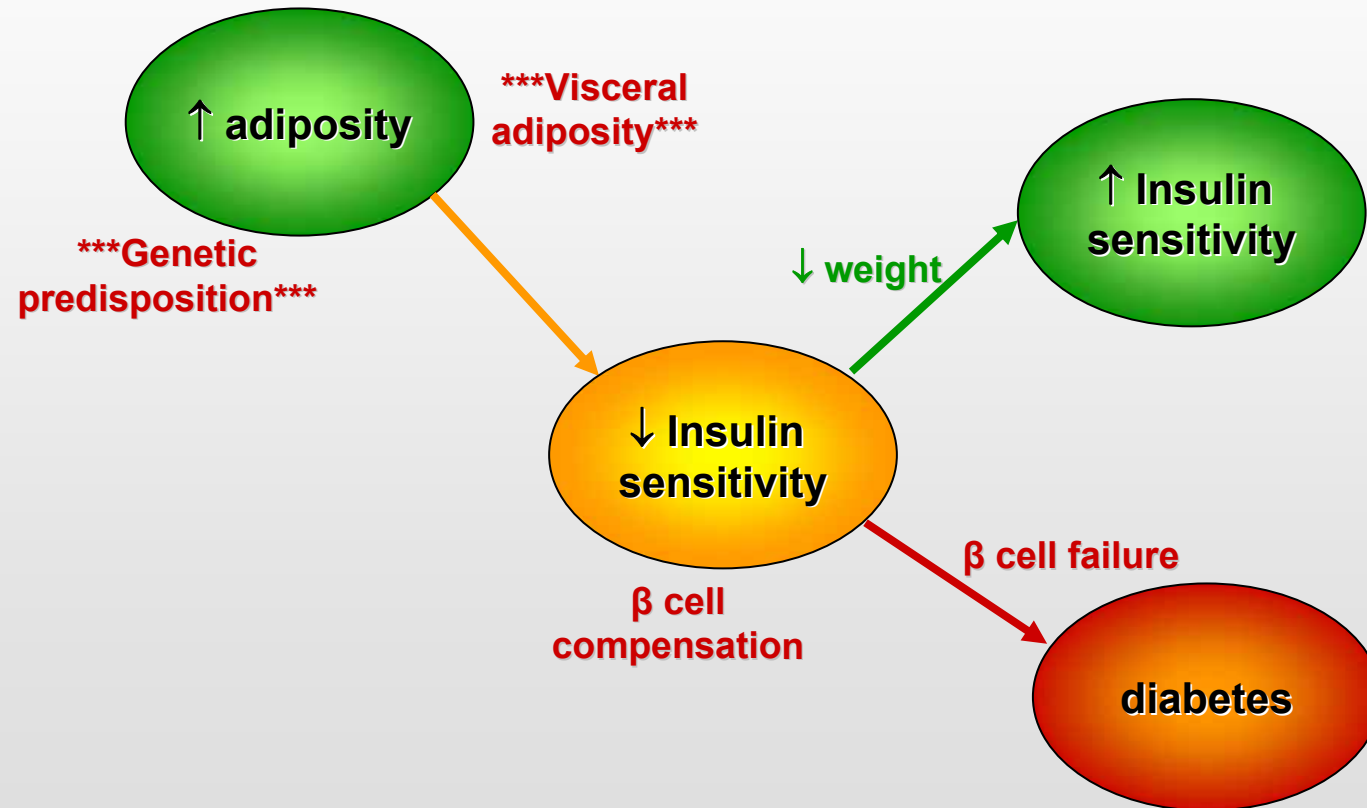 ↑ adiposity
***Visceral
adiposity***
***Genetic
predisposition***
↑ Insulin
sensitivity
↓ weight
↓ Insulin
sensitivity
β cell
compensation
β cell failure
diabetes